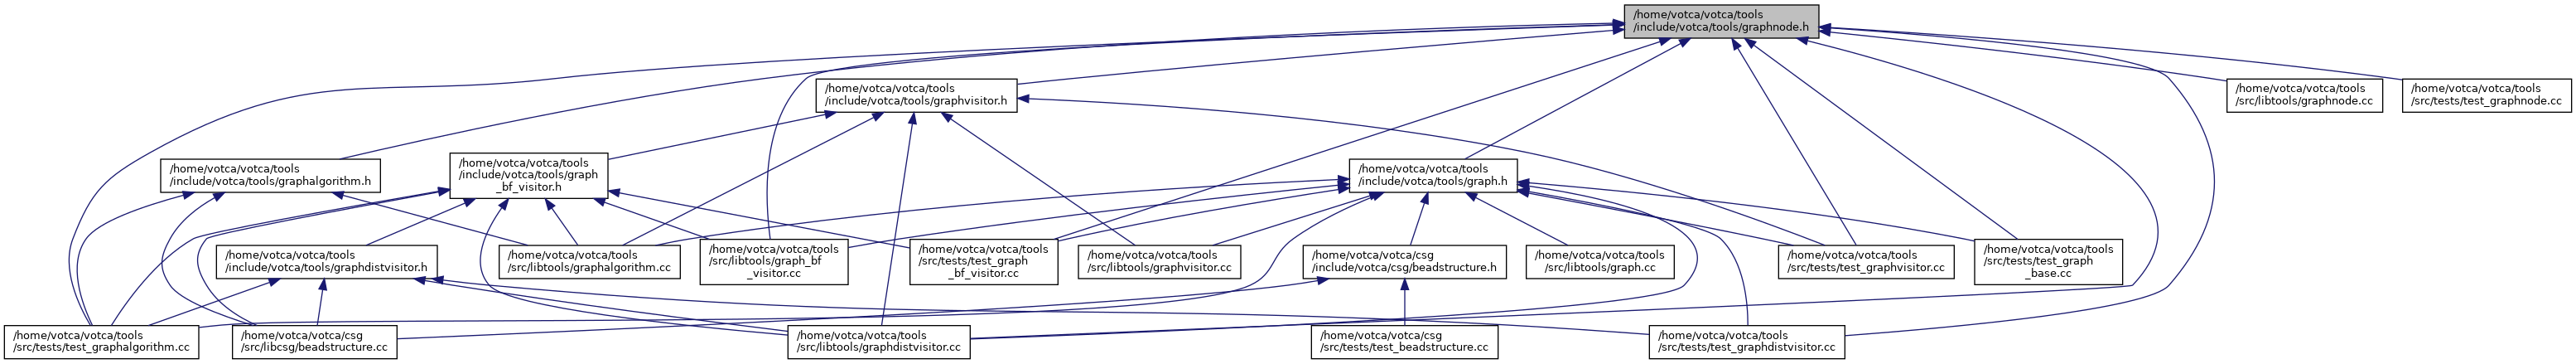 /home/votca/votca/tools
/include/votca/tools/graphnode.h
/home/votca/votca/tools
/include/votca/tools/graphvisitor.h
/home/votca/votca/tools
/src/libtools/graphnode.cc
/home/votca/votca/tools
/src/tests/test_graphnode.cc
/home/votca/votca/tools
/include/votca/tools/graphalgorithm.h
/home/votca/votca/tools
/include/votca/tools/graph
_bf_visitor.h
/home/votca/votca/tools
/include/votca/tools/graph.h
/home/votca/votca/tools
/include/votca/tools/graphdistvisitor.h
/home/votca/votca/tools
/src/libtools/graphalgorithm.cc
/home/votca/votca/tools
/src/libtools/graph_bf
_visitor.cc
/home/votca/votca/tools
/src/tests/test_graph
_bf_visitor.cc
/home/votca/votca/tools
/src/libtools/graphvisitor.cc
/home/votca/votca/csg
/include/votca/csg/beadstructure.h
/home/votca/votca/tools
/src/libtools/graph.cc
/home/votca/votca/tools
/src/tests/test_graphvisitor.cc
/home/votca/votca/tools
/src/tests/test_graph
_base.cc
/home/votca/votca/tools
/src/tests/test_graphalgorithm.cc
/home/votca/votca/csg
/src/libcsg/beadstructure.cc
/home/votca/votca/tools
/src/libtools/graphdistvisitor.cc
/home/votca/votca/csg
/src/tests/test_beadstructure.cc
/home/votca/votca/tools
/src/tests/test_graphdistvisitor.cc